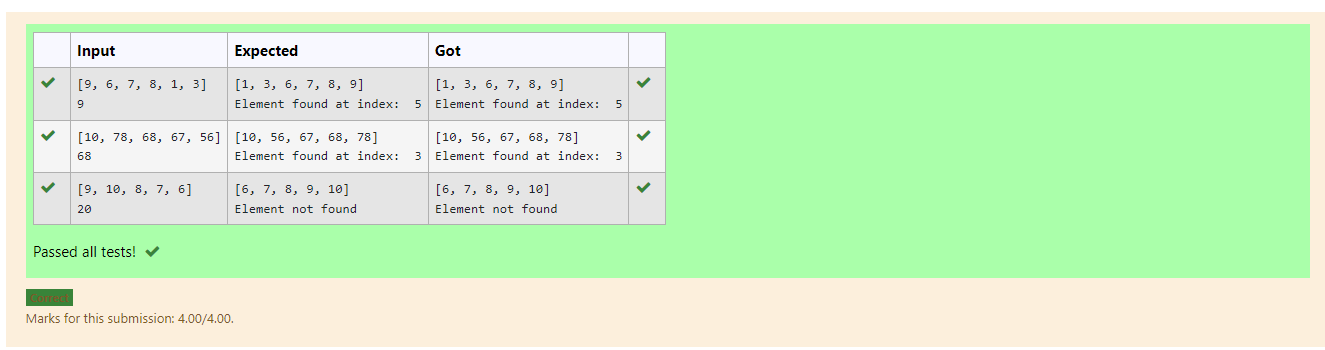 Input Expected Got
[9, 6, 7, 8, 1, 3] [1, 3, 6, 7, 8, 9] [1, 3, 6, 7, 8, 9]
9 Element found at index:  5 Element found at index:  5
[10, 78, 68, 67, 56] [10, 56, 67, 68, 78] [10, 56, 67, 68, 78]
68 Element found at index:  3 Element found at index:  3
[9, 10, 8, 7, 6] [6, 7, 8, 9, 10] [6, 7, 8, 9, 10]
20 Element not found Element not found
Passed all tests!
Correct
Marks for this submission: 4.00/4.00.